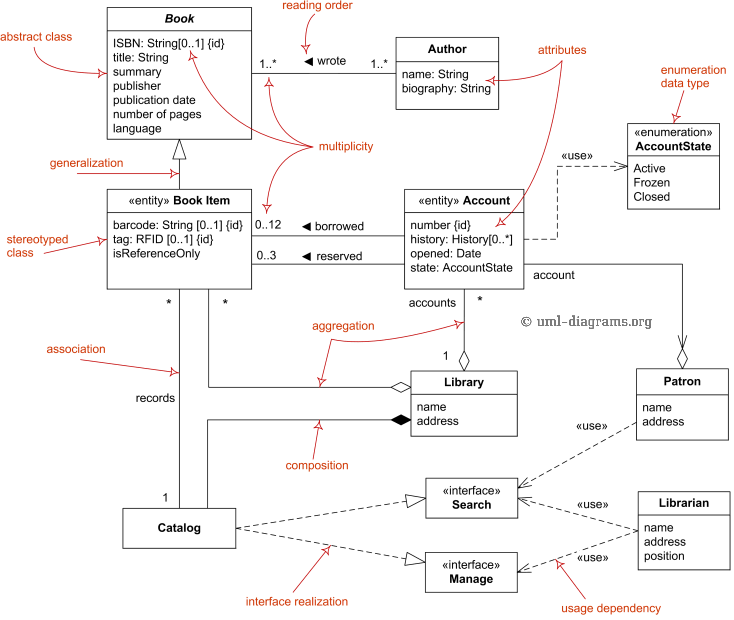 reading order
Book
abstract class
ISBN: String[0..1] {id}
title: String
summary
publisher
publication date
number of pages
language
1..*
wrote
1..*
Author
name: String
biography: String
attributes
enumeration
data type
multiplicity
generalization
«enumeration»
AccountState
Active
Frozen
Closed
«use»
«entity» Book Item
barcode: String [0..1] {id}
tag: RFID [0..1] {id}
isReferenceOnly
stereotyped
class
0..12
borrowed
0..3
reserved
«entity» Account
number {id}
history: History[0..*]
opened: Date
state: AccountState
account
*
*
accounts
*
© uml-diagrams.org
aggregation
association
1
records
Library
name
address
Patron
name
address
«use»
composition
1
Catalog
«interface»
Search
«use»
Librarian
name
address
position
«interface»
Manage
«use»
interface realization
usage dependency